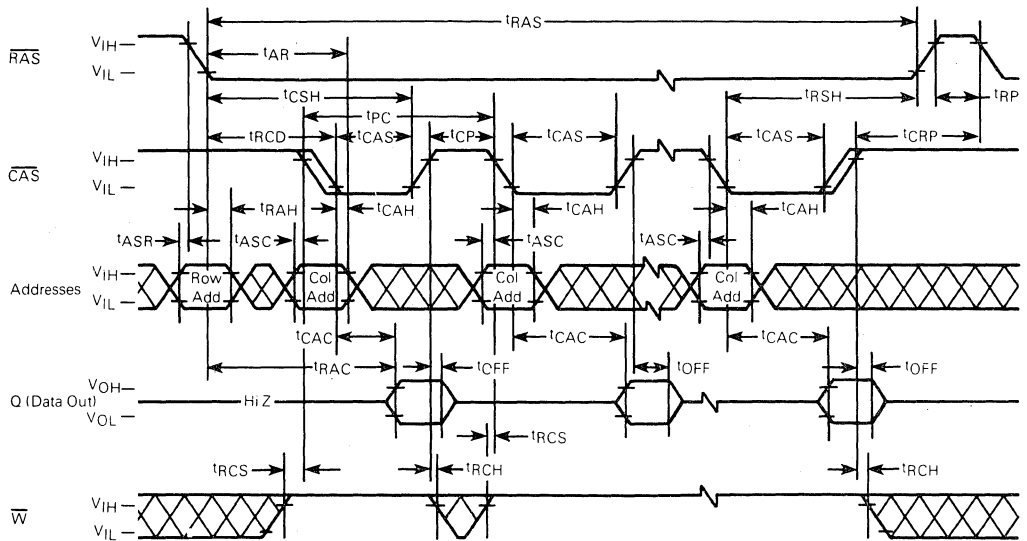 tRAS
RAS
VIH
VIL
tAR
tCSH
tRSH
tRP
tPC
tRCD
tCAS
tCP
tCAS
tCAS
tCRP
CAS
VIH
VIL
tRAH
tCAH
tCAH
tCAH
tASR
tASC
tASC
tASC
Addresses
VIH
VIL
Row Add
Col Add
Col Add
Col Add
tCAC
tCAC
tCAC
tRAC
tOFF
tOFF
tOFF
Q (Data Out)
VOH
VOL
Hi Z
tRCS
tRCS
tRCH
tRCH
W
VIH
VIL